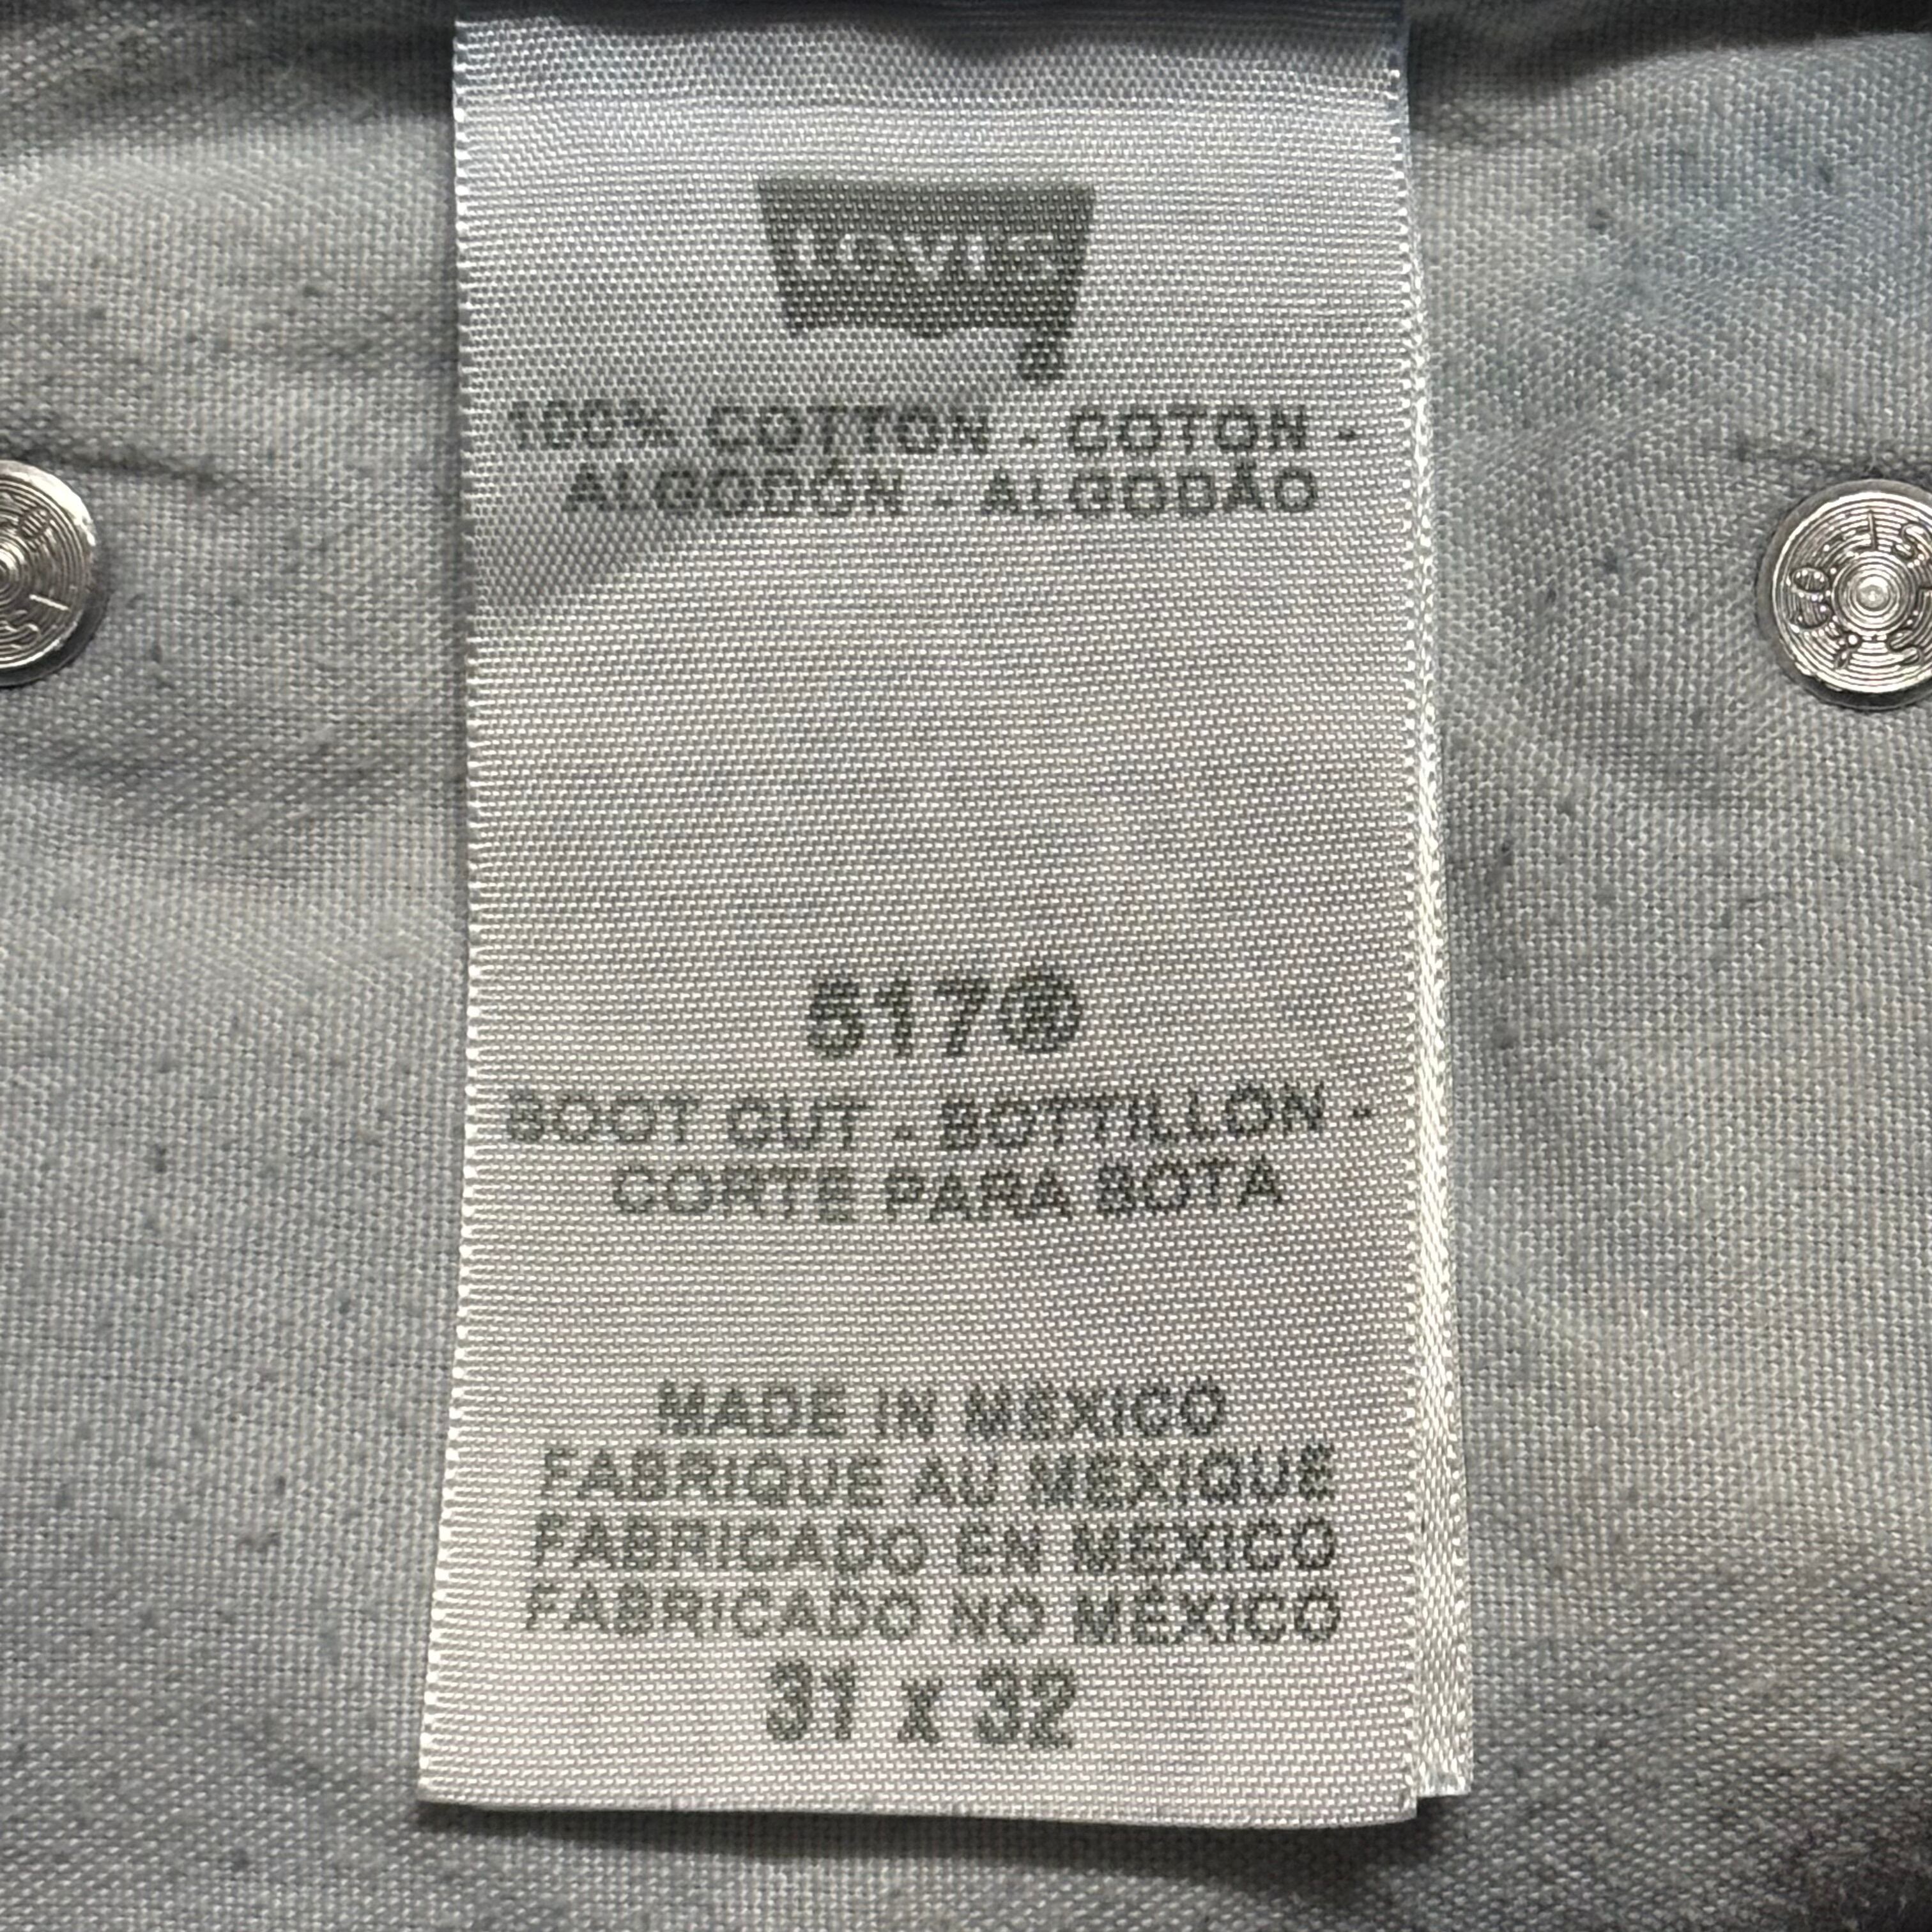 LEVI'S
®
100% COTTON - COTON -
ALGODÓN - ALGODÃO
517®
BOOT CUT - BOTTILLON -
CORTE PARA BOTA
MADE IN MEXICO
FABRIQUE AU MEXIQUE
FABRICADO EN MEXICO
FABRICADO NO MÉXICO
31 x 32